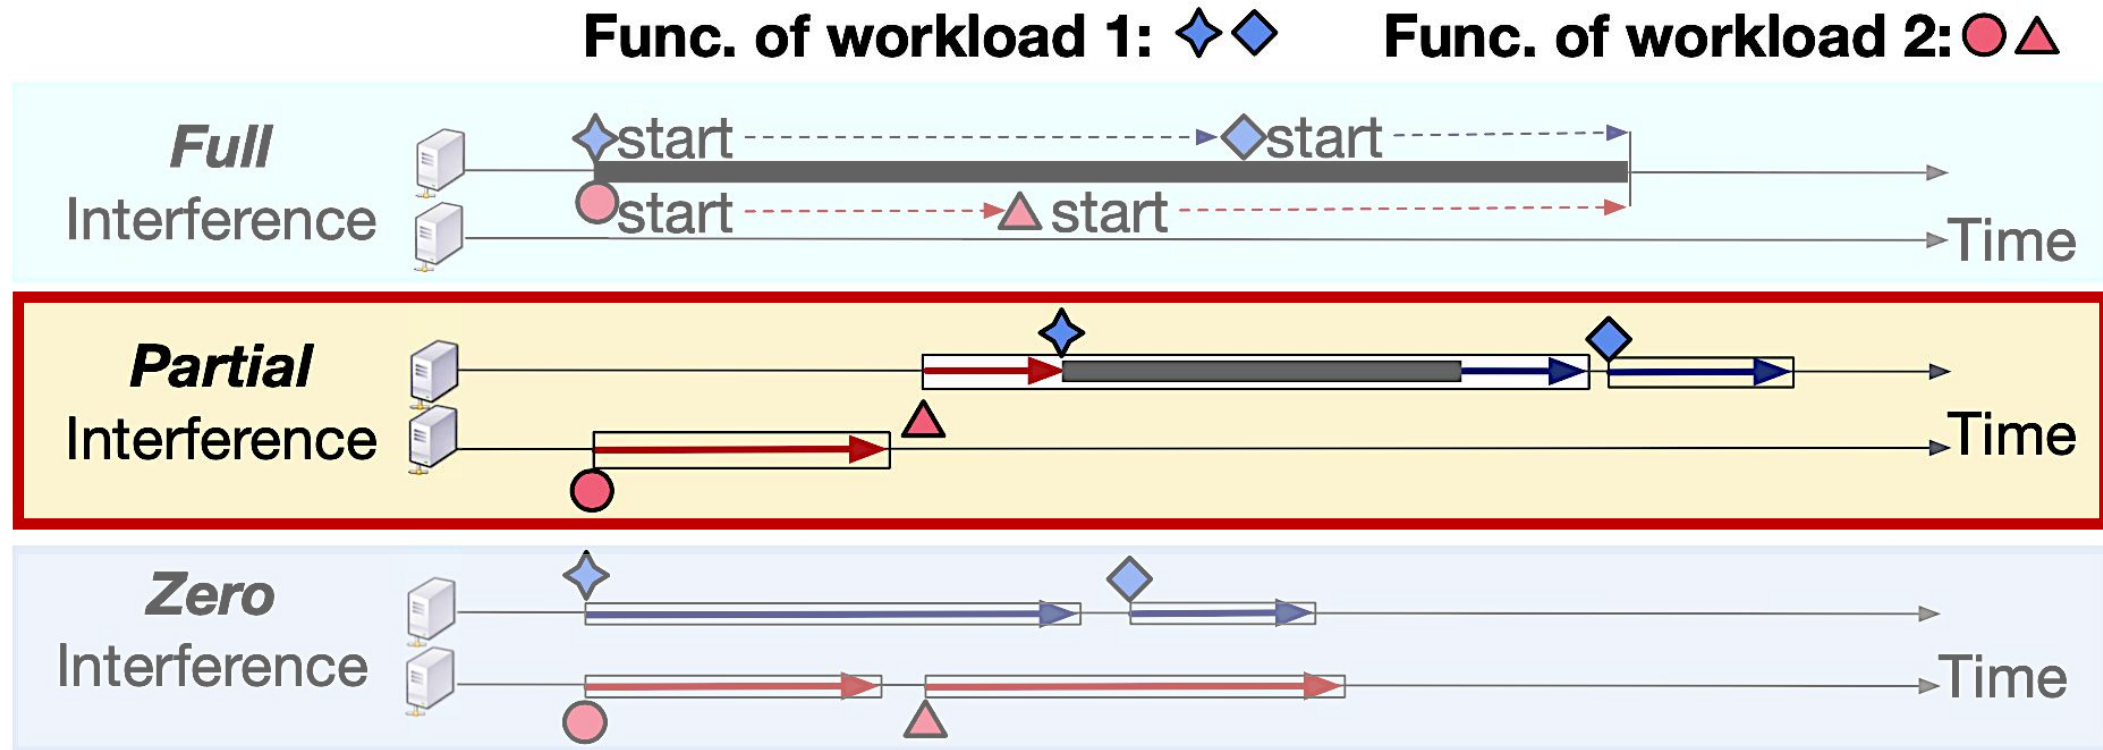 Func. of workload 1: Func. of workload 2:
Full
Interference
start start
start start
Time
Partial
Interference
Time
Zero
Interference
Time